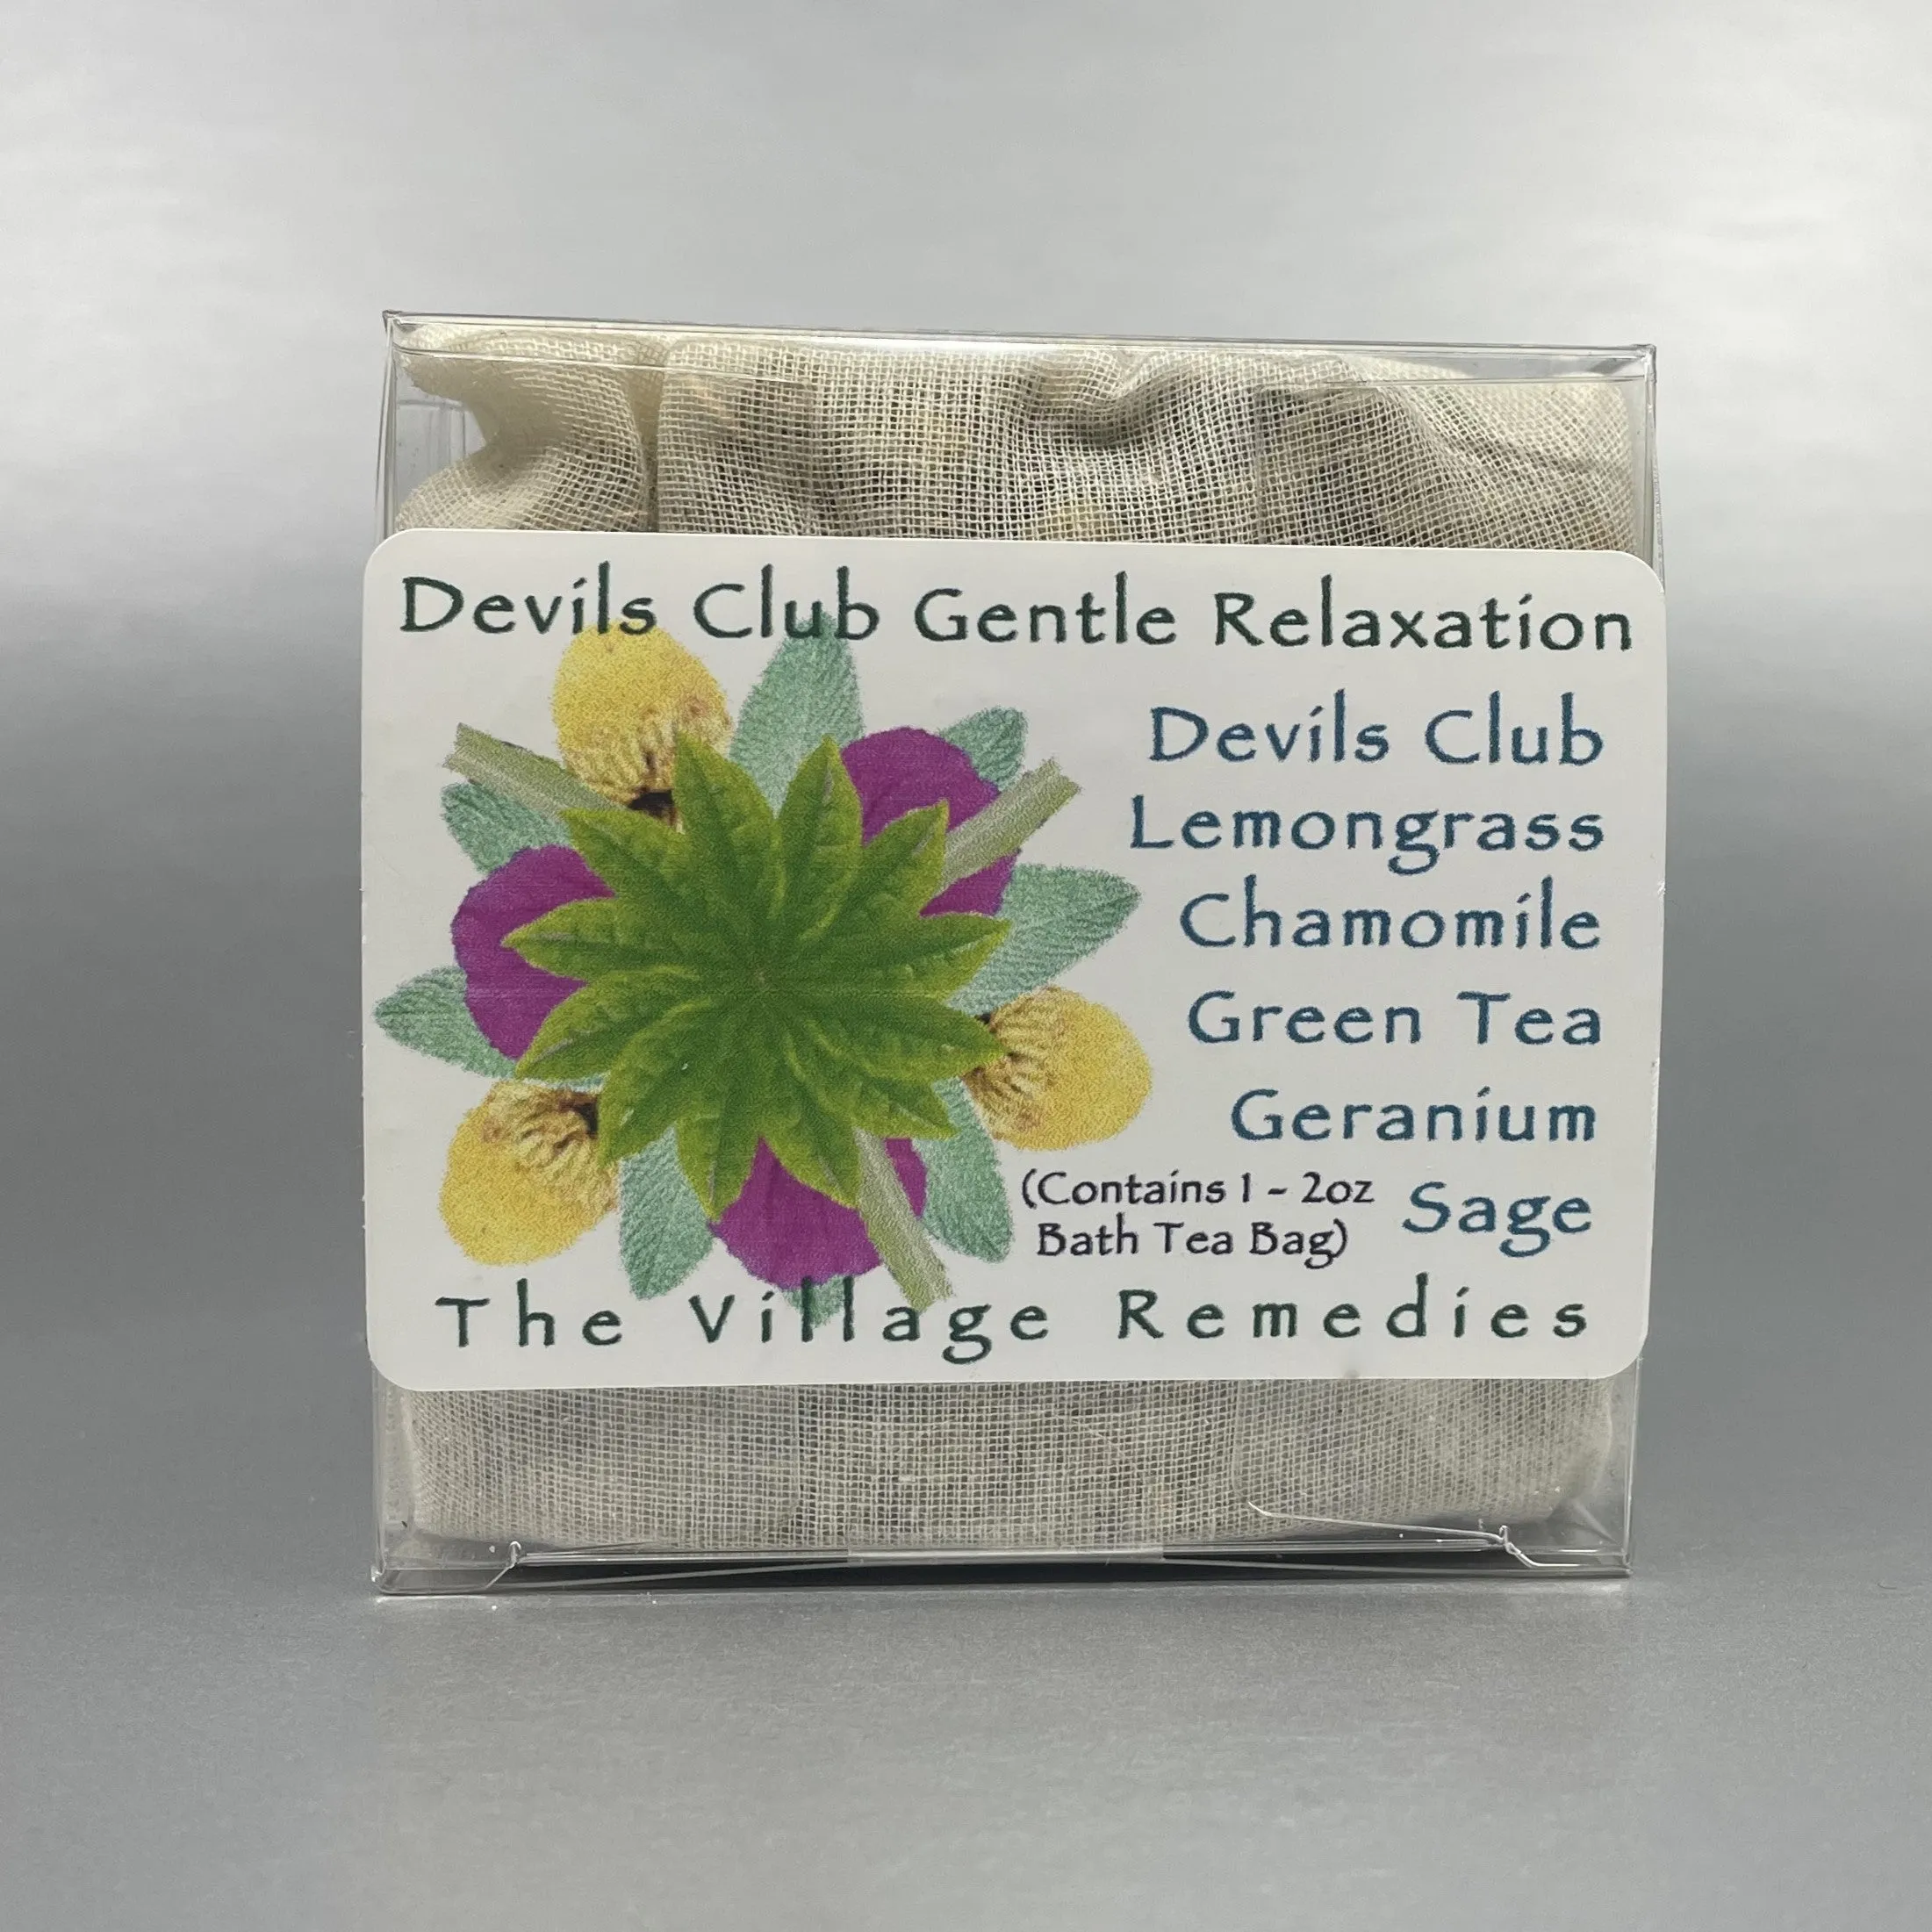 Devils Club Gentle Relaxation
Devils Club
Lemongrass
Chamomile
Green Tea
Geranium
Sage
(Contains 1 - 2oz
Bath Tea Bag)
The Village Remedies